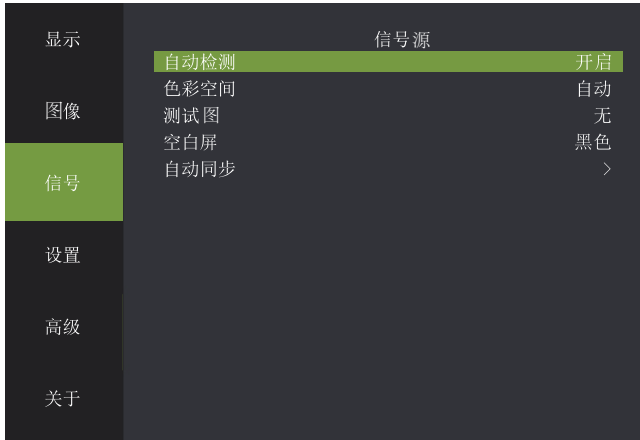 显示
图像
信号
设置
高级
关于
信号源
自动检测 开启
色彩空间 自动
测试图 无
空白屏 黑色
自动同步 >